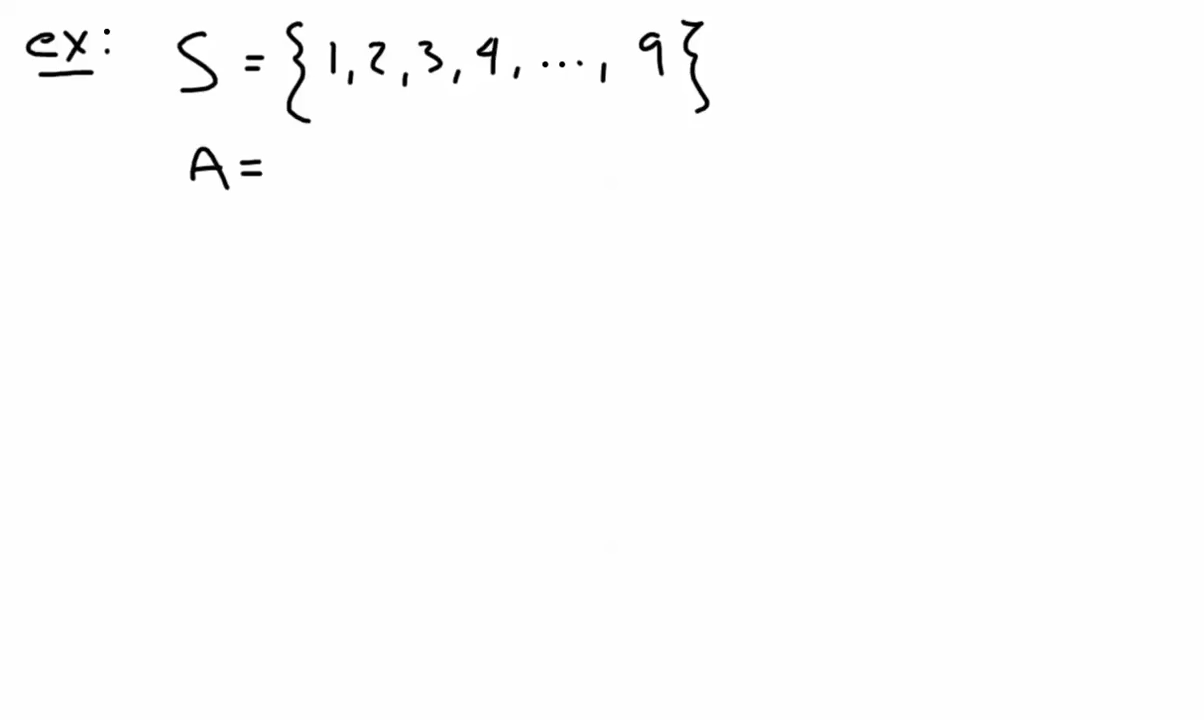 ex: S = {1, 2, 3, 4, ..., 9}
A =